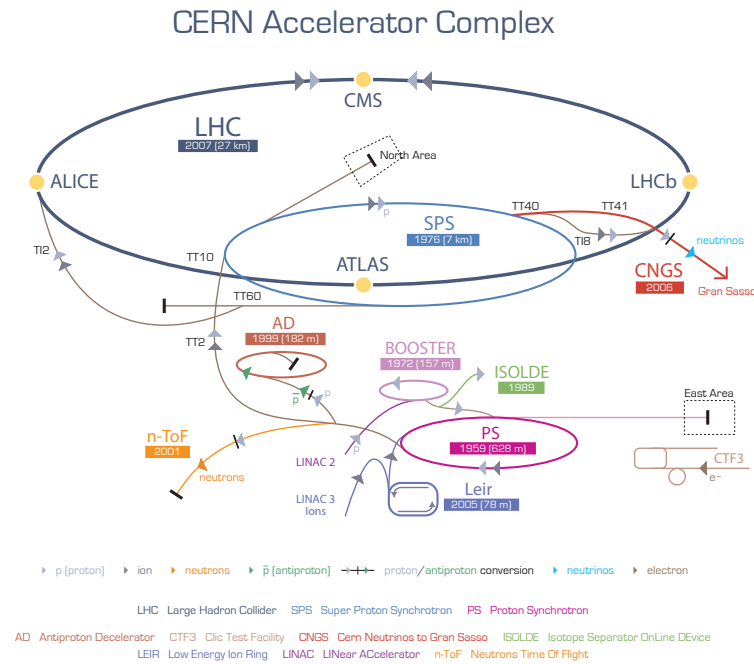 CERN Accelerator Complex
CMS
LHC
2007 (27 km)
North Area
ALICE
LHCb
p
TT40
TT41
SPS
1976 (7 km)
TI2
TI8
neutrinos
TT10
ATLAS
CNGS
2006
Gran Sasso
TT60
AD
1999 (182 m)
TT2
BOOSTER
1972 (157 m)
ISOLDE
1989
East Area
p̅
p
n-ToF
2001
PS
1959 (628 m)
p
LINAC 2
neutrons
CTF3
e−
LINAC 3
Ions
Leir
2005 (78 m)
p (proton) ion neutrons p̅ (antiproton) proton/antiproton conversion neutrinos electron
LHC Large Hadron Collider SPS Super Proton Synchrotron PS Proton Synchrotron
AD Antiproton Decelerator CTF3 Clic Test Facility CNGS Cern Neutrinos to Gran Sasso ISOLDE Isotope Separator OnLine DEvice
LEIR Low Energy Ion Ring LINAC LINear ACcelerator n-ToF Neutrons Time Of Flight